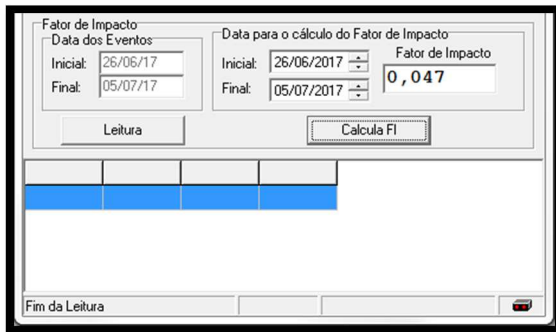 Fator de Impacto
Data dos Eventos
Inicial: 26/06/17
Final: 05/07/17
Data para o cálculo do Fator de Impacto
Inicial: 26/06/2017
Final: 05/07/2017
Fator de Impacto
0,047
Leitura
Calcula FI
Fim da Leitura